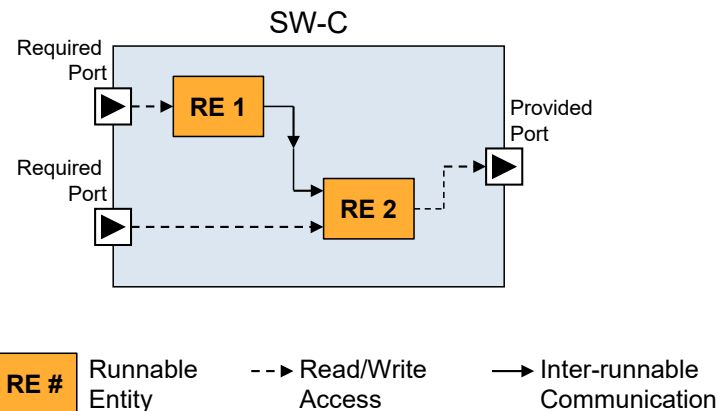 SW-C
Required
Port
RE 1
Provided
Port
Required
Port
RE 2
RE #
Runnable
Entity
Read/Write
Access
Inter-runnable
Communication